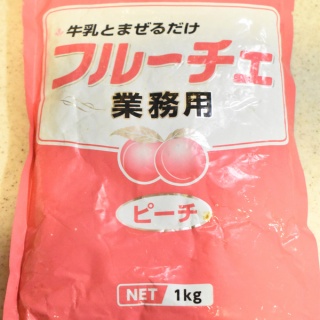 牛乳とまぜるだけ
フルーチェ
業務用
ピーチ
NET 1kg